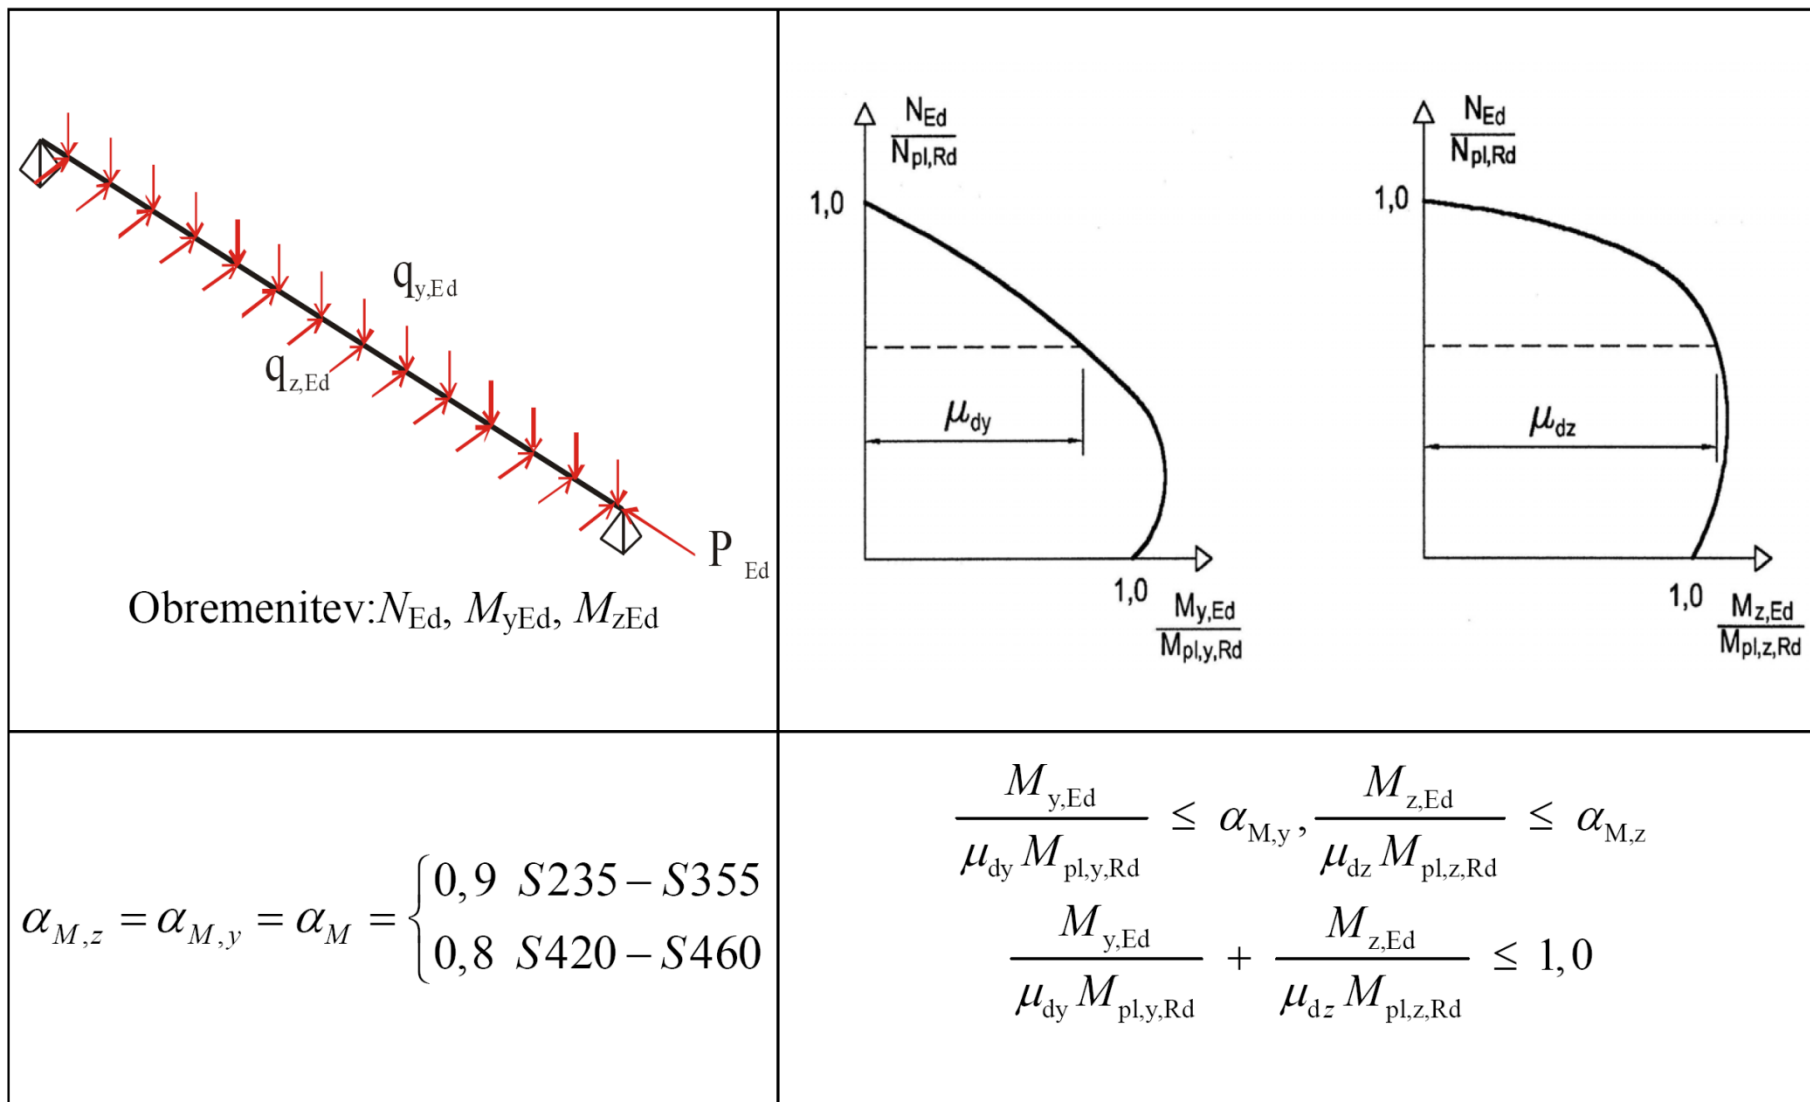 q_y,Ed
q_z,Ed
P_Ed
Obremenitev: N_Ed, M_yEd, M_zEd
N_Ed / N_pl,Rd
1,0
μ_dy
1,0
M_y,Ed / M_pl,y,Rd
N_Ed / N_pl,Rd
1,0
μ_dz
1,0
M_z,Ed / M_pl,z,Rd
α_M,z = α_M,y = α_M = { 0,9 S235 – S355
0,8 S420 – S460
M_y,Ed / μ_dy M_pl,y,Rd ≤ α_M,y, M_z,Ed / μ_dz M_pl,z,Rd ≤ α_M,z
M_y,Ed / μ_dy M_pl,y,Rd + M_z,Ed / μ_dz M_pl,z,Rd ≤ 1,0